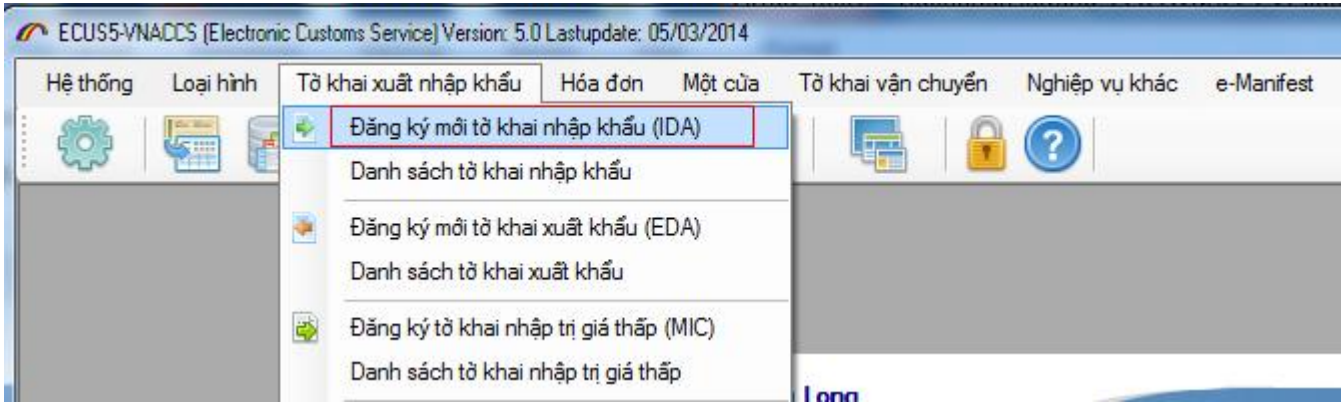 ECUS5-VNACCS (Electronic Customs Service) Version: 5.0 Lastupdate: 05/03/2014
Hệ thống Loại hình Tờ khai xuất nhập khẩu Hóa đơn Một cửa Tờ khai vận chuyển Nghiệp vụ khác e-Manifest
Đăng ký mới tờ khai nhập khẩu (IDA)
Danh sách tờ khai nhập khẩu
Đăng ký mới tờ khai xuất khẩu (EDA)
Danh sách tờ khai xuất khẩu
Đăng ký tờ khai nhập trị giá thấp (MIC)
Danh sách tờ khai nhập trị giá thấp
Long